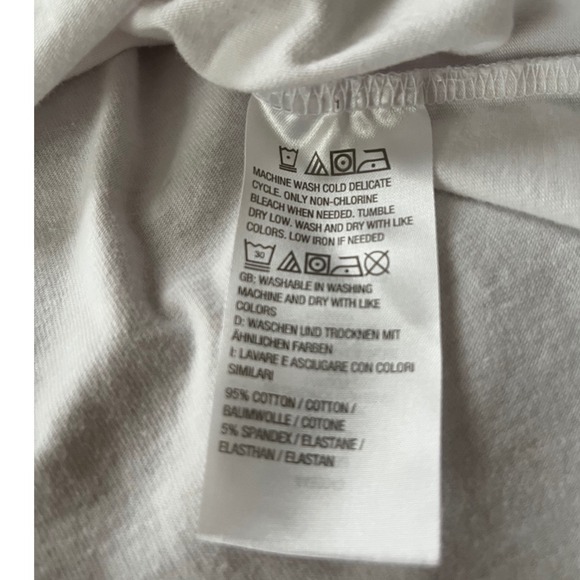 MACHINE WASH COLD DELICATE
CYCLE. ONLY NON-CHLORINE
BLEACH WHEN NEEDED. TUMBLE
DRY LOW. WASH AND DRY WITH LIKE
COLORS. LOW IRON IF NEEDED
30
GB: WASHABLE IN WASHING
MACHINE AND DRY WITH LIKE
COLORS
D: WASCHEN UND TROCKNEN MIT
ÄHNLICHEN FARBEN
I: LAVARE E ASCIUGARE CON COLORI
SIMILARI
95% COTTON / COTTON /
BAUMWOLLE / COTONE
5% SPANDEX / ELASTANE /
ELASTHAN / ELASTAN